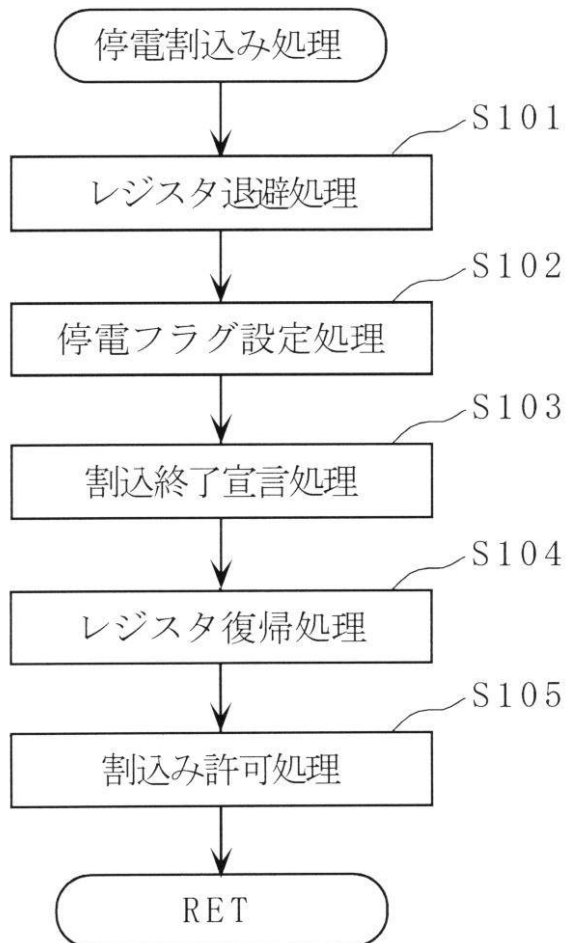 停電割込み処理
S101
レジスタ退避処理
S102
停電フラグ設定処理
S103
割込終了宣言処理
S104
レジスタ復帰処理
S105
割込み許可処理
RET